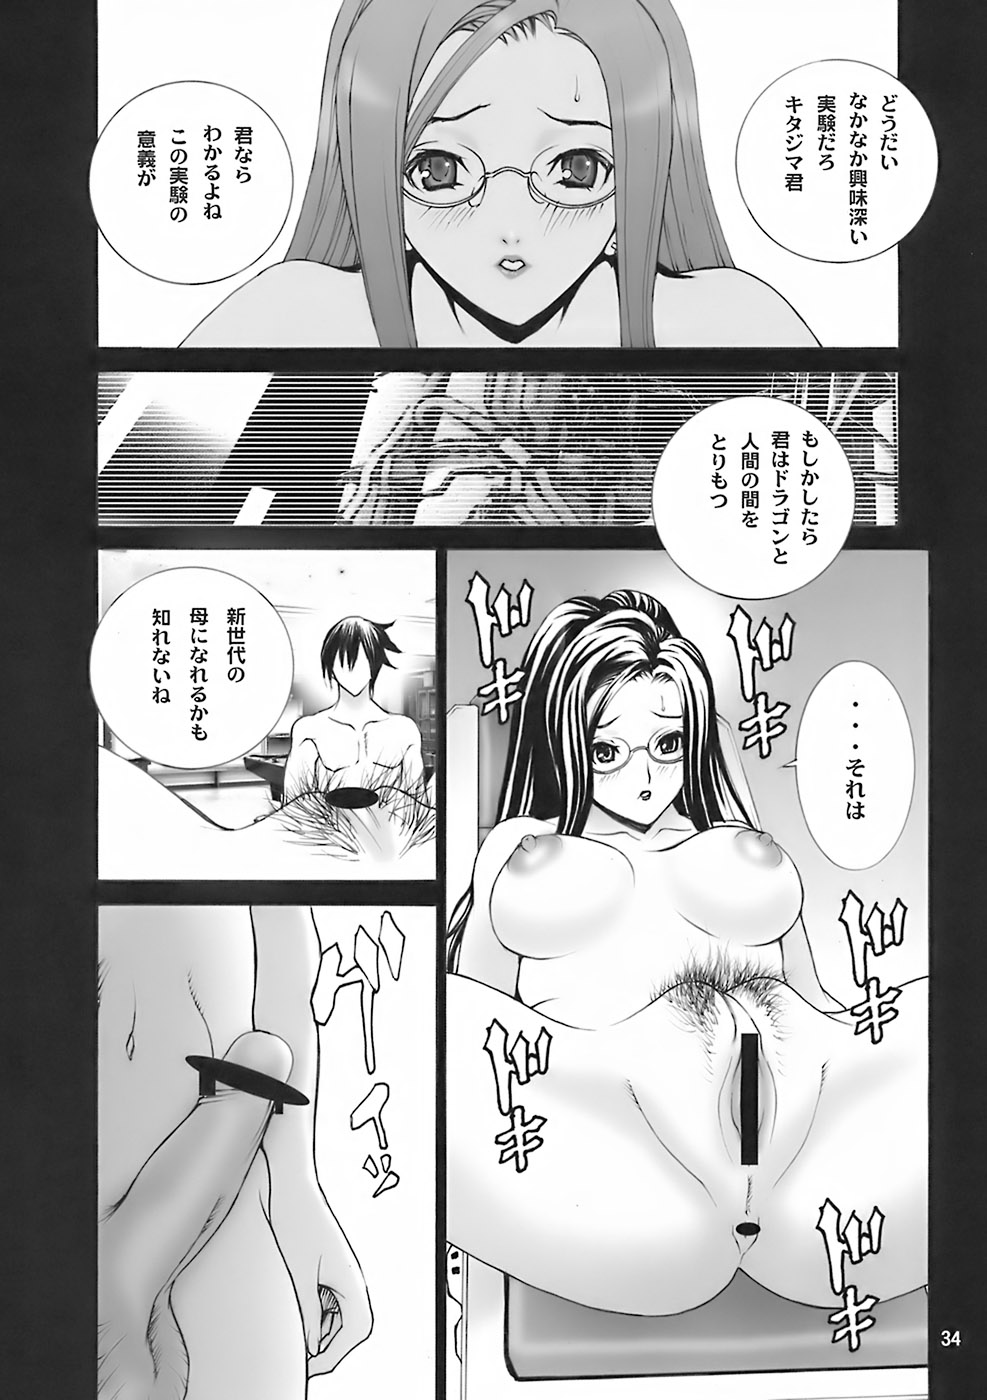 どうだい
なかなか興味深い
実験だろ
キタジマ君
君なら
わかるよね
この実験の
意義が
もしかしたら
君はドラゴンと
人間の間を
とりもつ
新世代の
母になれるかも
知れないね
・・・それは
ドキ
ドキ
ドキ
ドキ
ドキ
34